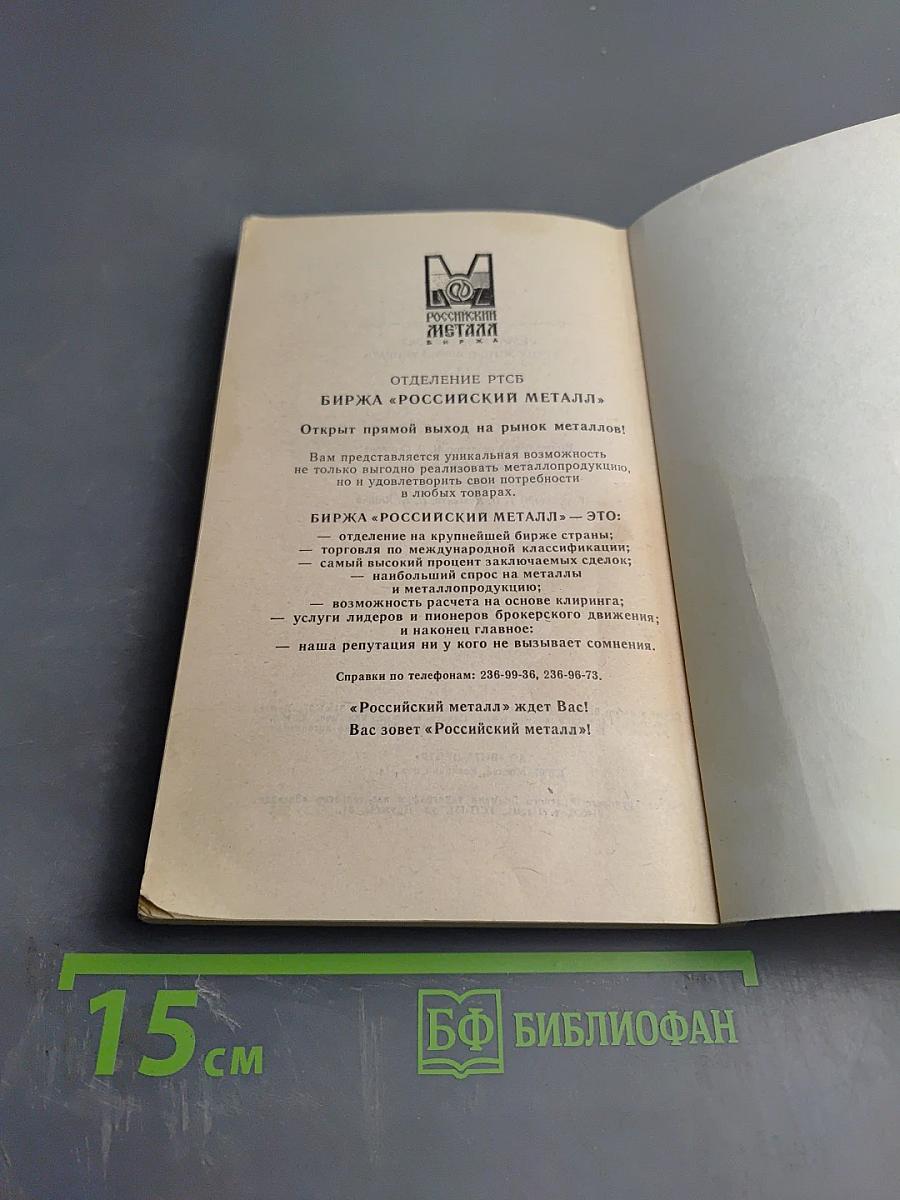 РОССИЙСКИЙ
МЕТАЛЛ
БИРЖА
ОТДЕЛЕНИЕ РТСБ
БИРЖА «РОССИЙСКИЙ МЕТАЛЛ»
Открыт прямой выход на рынок металлов!
Вам представляется уникальная возможность
не только выгодно реализовать металлопродукцию,
но и удовлетворить свои потребности
в любых товарах.
БИРЖА «РОССИЙСКИЙ МЕТАЛЛ» — ЭТО:
— отделение на крупнейшей бирже страны;
— торговля по международной классификации;
— самый высокий процент заключаемых сделок;
— наибольший спрос на металлы
и металлопродукцию;
— возможность расчета на основе клиринга;
— услуги лидеров и пионеров брокерского движения;
и наконец главное:
— наша репутация ни у кого не вызывает сомнения.
Справки по телефонам: 236-99-36, 236-96-73.
«Российский металл» ждет Вас!
Вас зовет «Российский металл»!
15 см
БФ БИБЛИОФАН